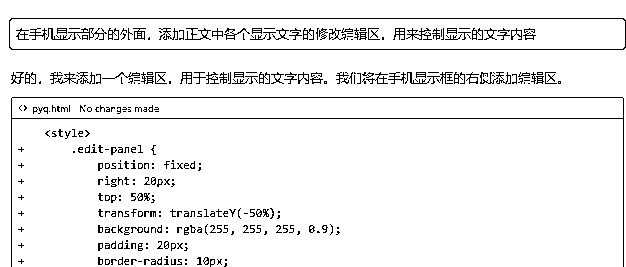 在手机显示部分的外面，添加正文中各个显示文字的修改编辑区，用来控制显示的文字内容
好的，我来添加一个编辑区，用于控制显示的文字内容。我们将在手机显示框的右侧添加编辑区。
<> pyq.html No changes made
<style>
+ .edit-panel {
+ position: fixed;
+ right: 20px;
+ top: 50%;
+ transform: translateY(-50%);
+ background: rgba(255, 255, 255, 0.9);
+ padding: 20px;
+ border-radius: 10px;